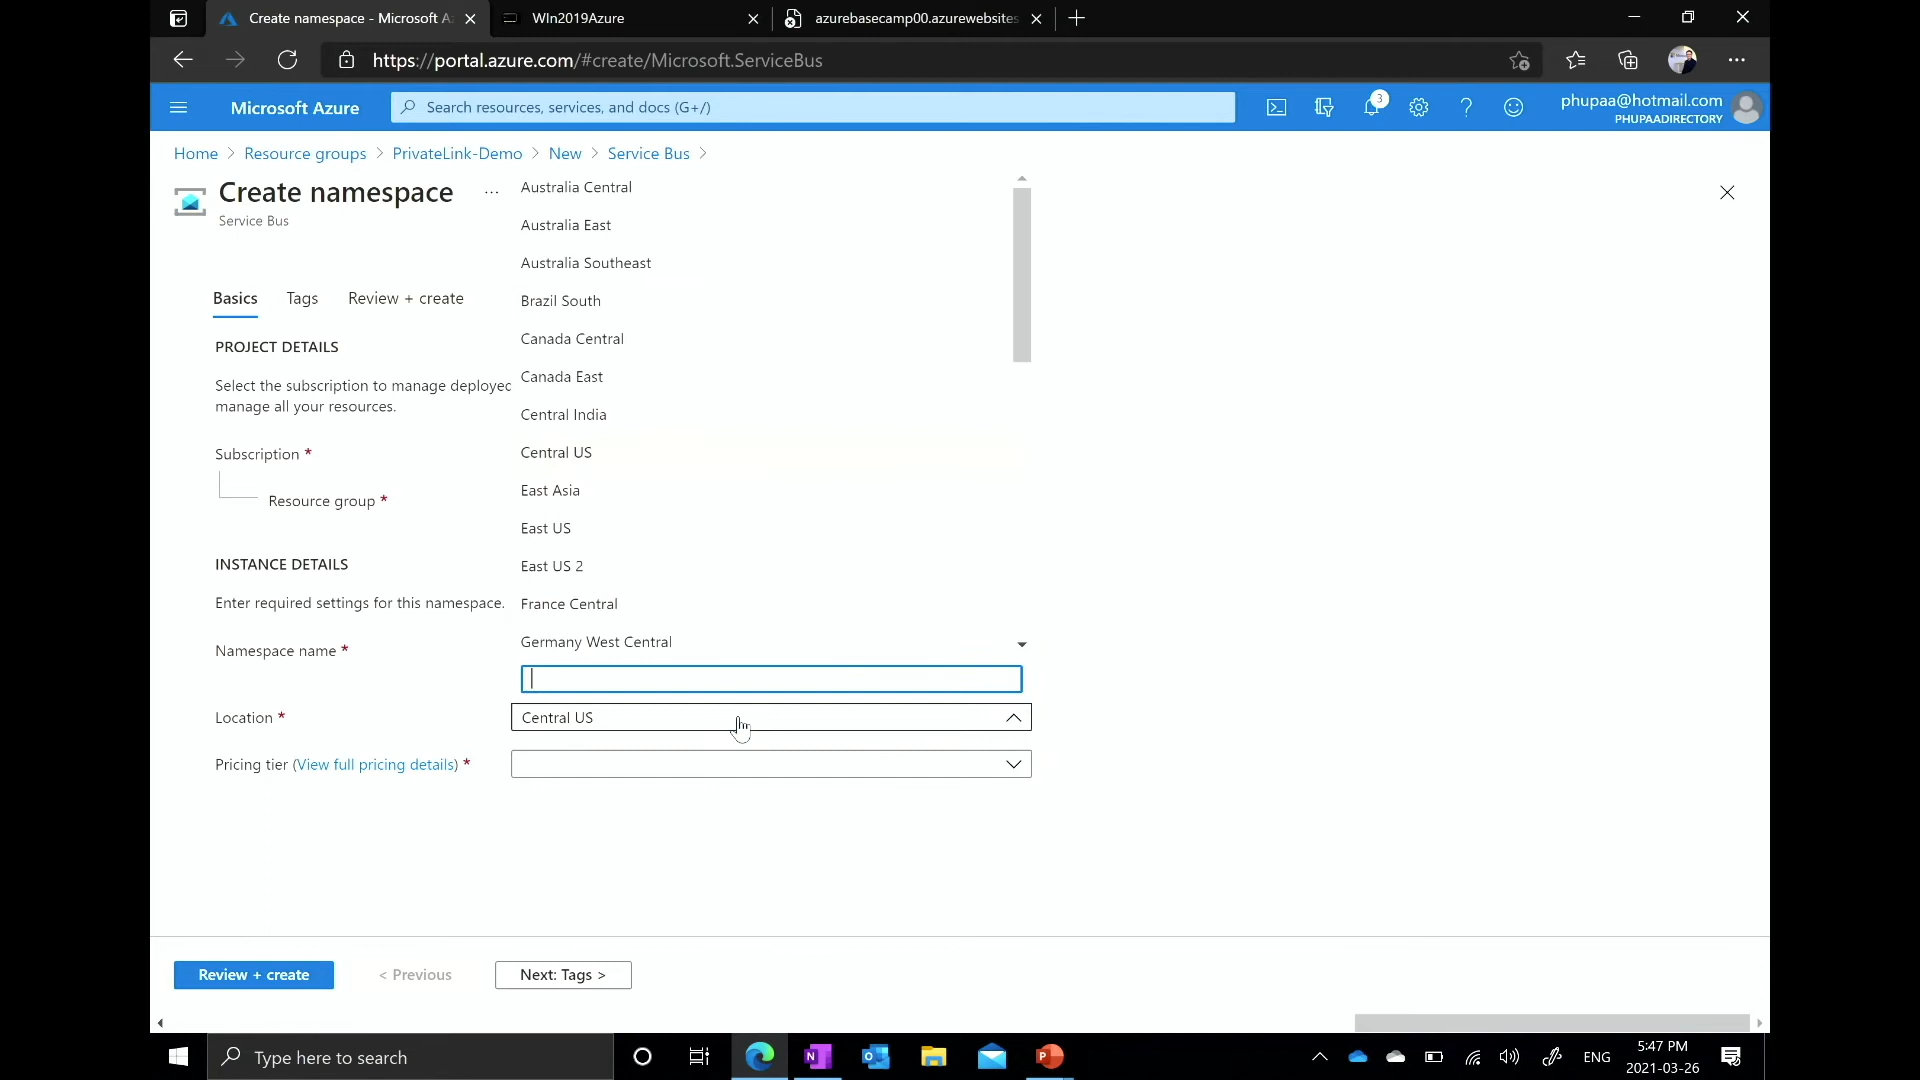 Create namespace - Microsoft A
WIn2019Azure
azurebasecamp00.azurewebsites
https://portal.azure.com/#create/Microsoft.ServiceBus
Microsoft Azure
Search resources, services, and docs (G+/)
3
phupaa@hotmail.com
PHUPAADIRECTORY
Home > Resource groups > PrivateLink-Demo > New > Service Bus >
Create namespace ...
Service Bus
Australia Central
Australia East
Australia Southeast
Brazil South
Canada Central
Canada East
Central India
Central US
East Asia
East US
East US 2
France Central
Germany West Central
Basics Tags Review + create
PROJECT DETAILS
Select the subscription to manage deployed
manage all your resources.
Subscription *
Resource group *
INSTANCE DETAILS
Enter required settings for this namespace.
Namespace name *
Location *
Central US
Pricing tier (View full pricing details) *
Review + create
< Previous
Next: Tags >
Type here to search
ENG
5:47 PM
2021-03-26